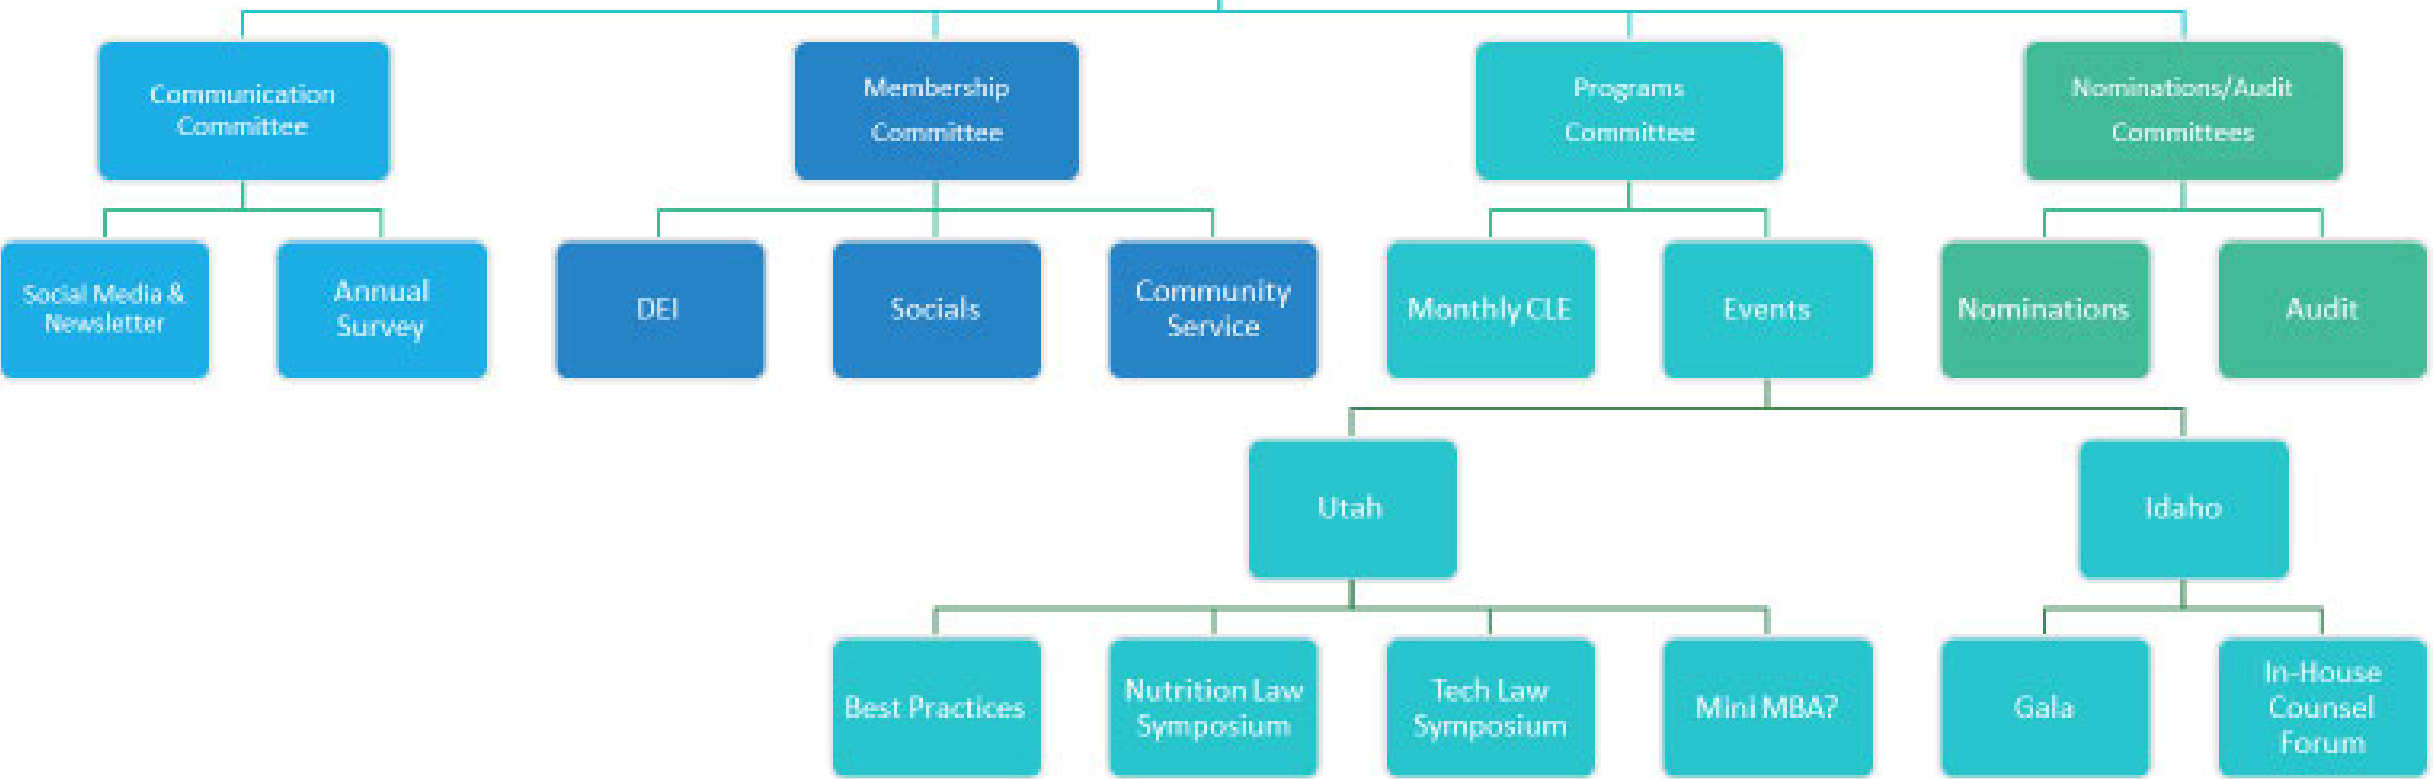 Communication
Committee
Membership
Committee
Programs
Committee
Nominations/Audit
Committees
Social Media &
Newsletter
Annual
Survey
DEI
Socials
Community
Service
Monthly CLE
Events
Nominations
Audit
Utah
Idaho
Best Practices
Nutrition Law
Symposium
Tech Law
Symposium
Mini MBA?
Gala
In-House
Counsel
Forum